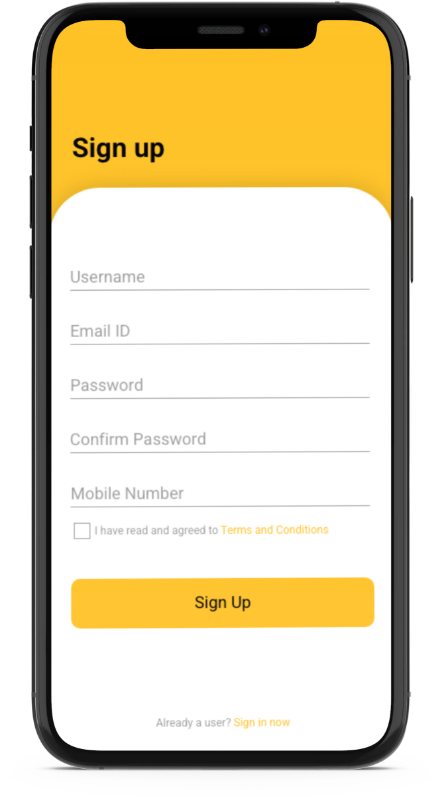 Sign up
Username
Email ID
Password
Confirm Password
Mobile Number
I have read and agreed to Terms and Conditions
Sign Up
Already a user? Sign in now